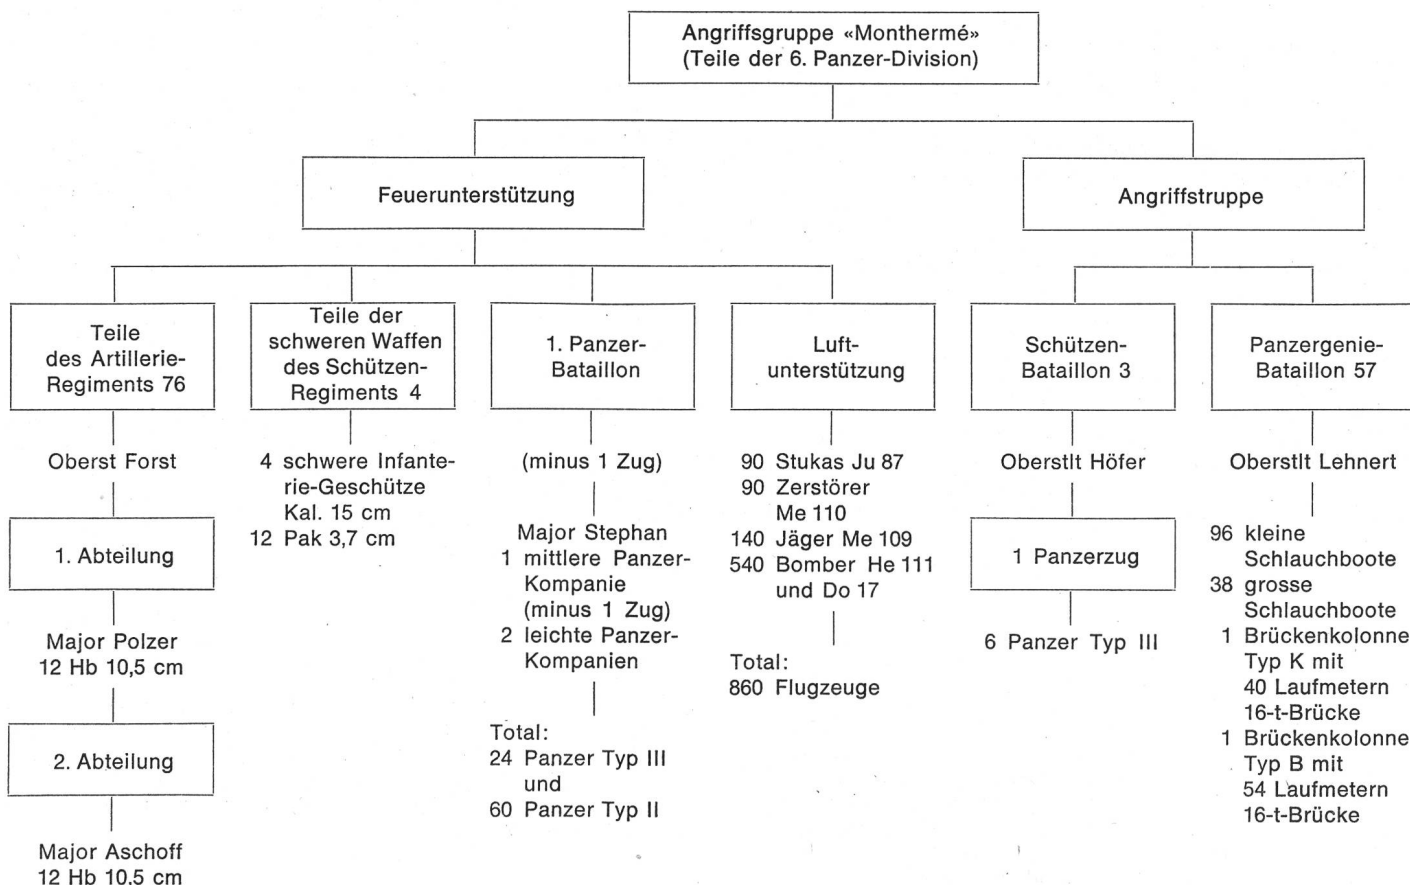 Angriffsgruppe «Monthermé»
(Teile der 6. Panzer-Division)
Feuerunterstützung
Angriffstruppe
Teile
des Artillerie-
Regiments 76
Oberst Forst
1. Abteilung
Major Polzer
12 Hb 10,5 cm
2. Abteilung
Major Aschoff
12 Hb 10,5 cm
Teile der
schweren Waffen
des Schützen-
Regiments 4
4 schwere Infante-
rie-Geschütze
Kal. 15 cm
12 Pak 3,7 cm
1. Panzer-
Bataillon
(minus 1 Zug)
Major Stephan
1 mittlere Panzer-
Kompanie
(minus 1 Zug)
2 leichte Panzer-
Kompanien
Total:
24 Panzer Typ III
und
60 Panzer Typ II
Luft-
unterstützung
90 Stukas Ju 87
90 Zerstörer
Me 110
140 Jäger Me 109
540 Bomber He 111
und Do 17
Total:
860 Flugzeuge
Schützen-
Bataillon 3
Oberstlt Höfer
1 Panzerzug
6 Panzer Typ III
Panzergenie-
Bataillon 57
Oberstlt Lehnert
96 kleine
Schlauchboote
38 grosse
Schlauchboote
1 Brückenkolonne
Typ K mit
40 Laufmetern
16-t-Brücke
1 Brückenkolonne
Typ B mit
54 Laufmetern
16-t-Brücke